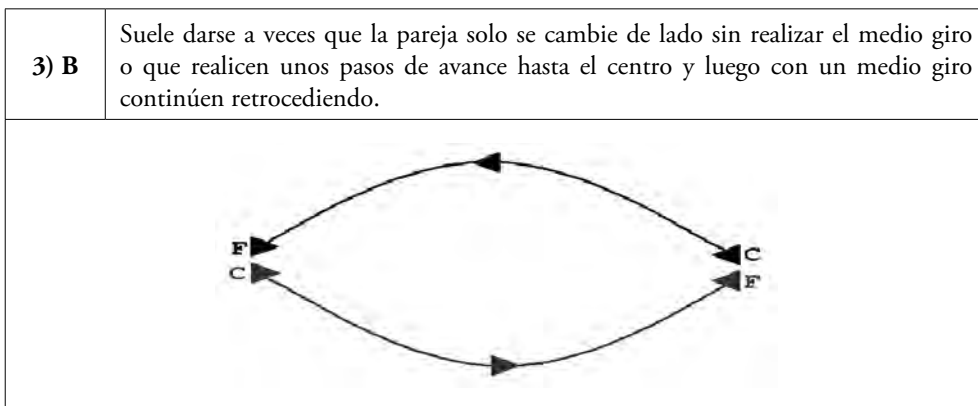 3) B
Suele darse a veces que la pareja solo se cambie de lado sin realizar el medio giro
o que realicen unos pasos de avance hasta el centro y luego con un medio giro
continúen retrocediendo.
F C
C F